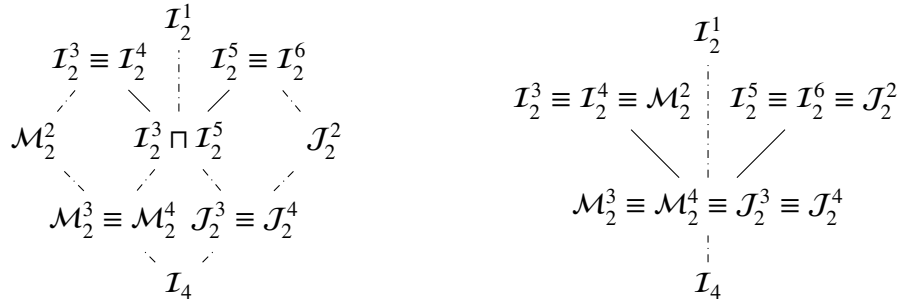 𝓘₂¹
𝓘₂³ ≡ 𝓘₂⁴ 𝓘₂⁵ ≡ 𝓘₂⁶
𝓜₂² 𝓘₂³ ⊓ 𝓘₂⁵ 𝓙₂²
𝓜₂³ ≡ 𝓜₂⁴ 𝓙₂³ ≡ 𝓙₂⁴
𝓘₄
𝓘₂¹
𝓘₂³ ≡ 𝓘₂⁴ ≡ 𝓜₂² 𝓘₂⁵ ≡ 𝓘₂⁶ ≡ 𝓙₂²
𝓜₂³ ≡ 𝓜₂⁴ ≡ 𝓙₂³ ≡ 𝓙₂⁴
𝓘₄